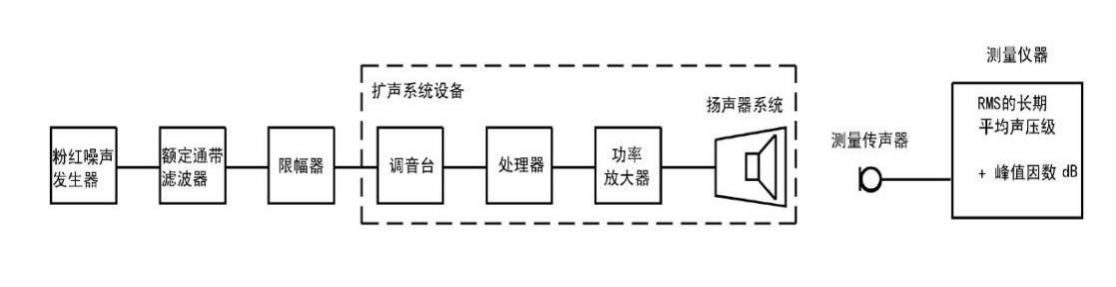 测量仪器
扩声系统设备
扬声器系统
RMS的长期
平均声压级
+ 峰值因数 dB
测量传声器
粉红噪声
发生器
额定通带
滤波器
限幅器
调音台
处理器
功率
放大器